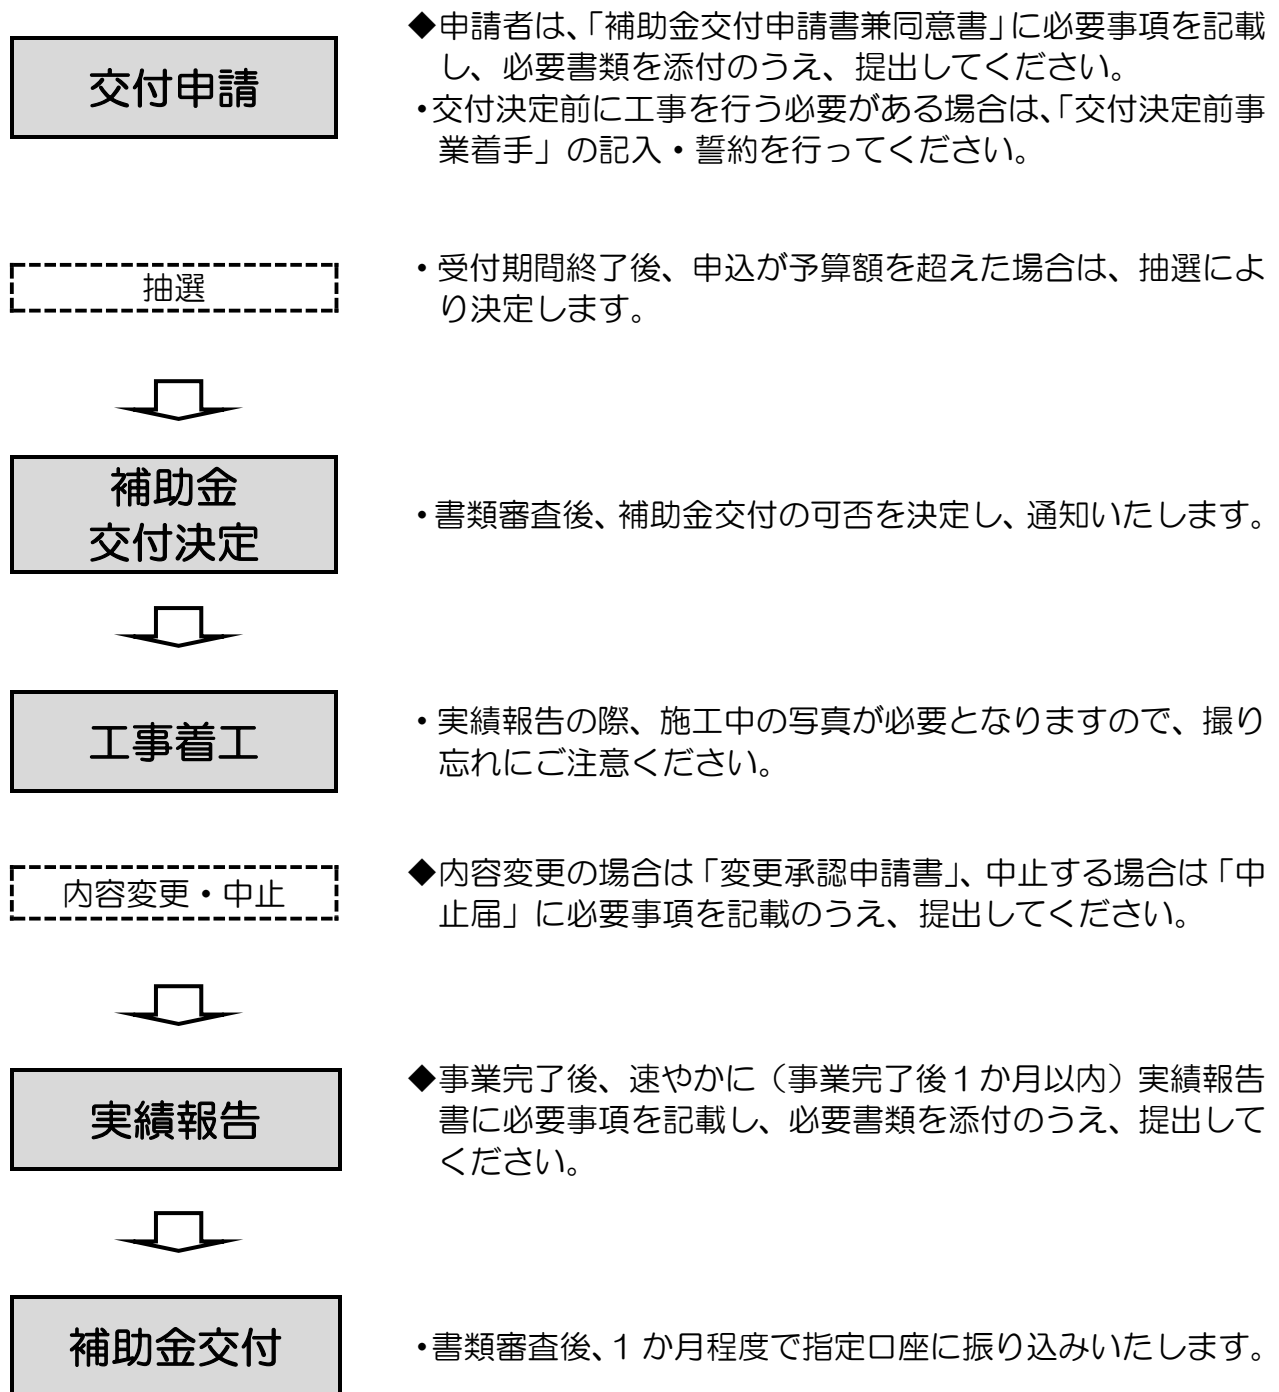 交付申請
◆申請者は、「補助金交付申請書兼同意書」に必要事項を記載
し、必要書類を添付のうえ、提出してください。
・交付決定前に工事を行う必要がある場合は、「交付決定前事
業着手」の記入・誓約を行ってください。
抽選
・受付期間終了後、申込が予算額を超えた場合は、抽選によ
り決定します。
補助金
交付決定
・書類審査後、補助金交付の可否を決定し、通知いたします。
工事着工
・実績報告の際、施工中の写真が必要となりますので、撮り
忘れにご注意ください。
内容変更・中止
◆内容変更の場合は「変更承認申請書」、中止する場合は「中
止届」に必要事項を記載のうえ、提出してください。
実績報告
◆事業完了後、速やかに（事業完了後１か月以内）実績報告
書に必要事項を記載し、必要書類を添付のうえ、提出して
ください。
補助金交付
・書類審査後、1 か月程度で指定口座に振り込みいたします。